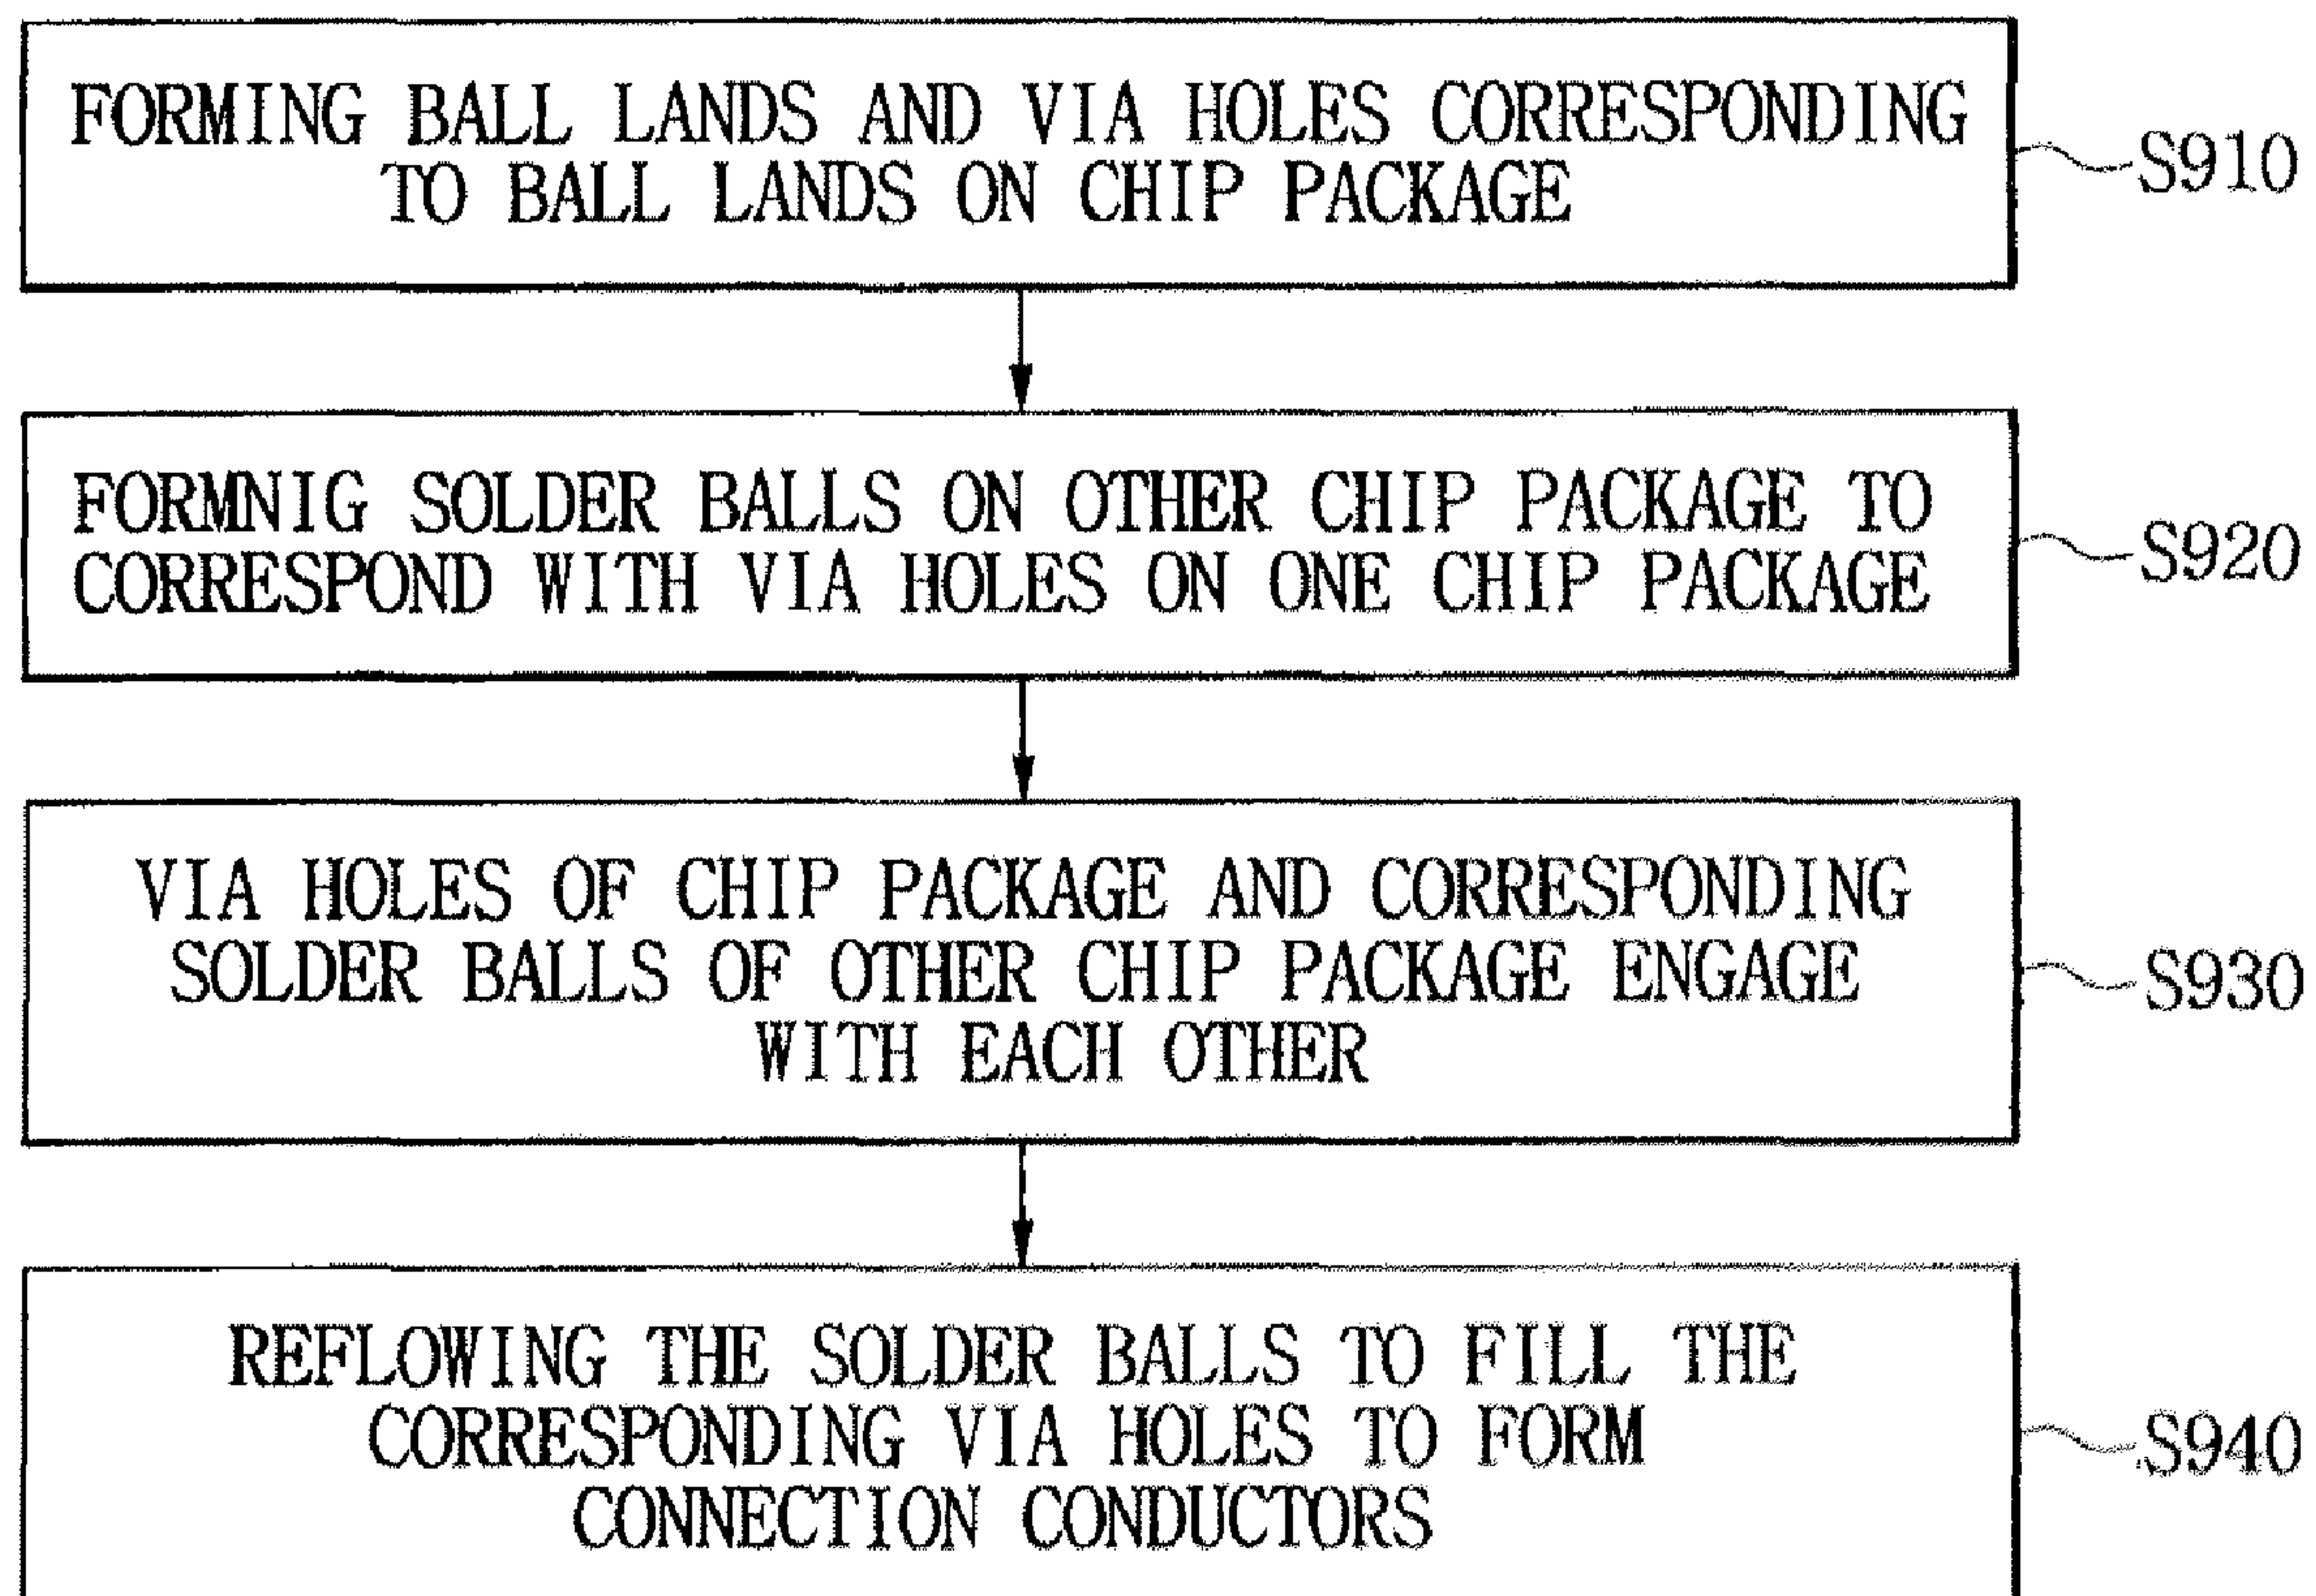 FORMING BALL LANDS AND VIA HOLES CORRESPONDING
TO BALL LANDS ON CHIP PACKAGE
S910
FORMNIG SOLDER BALLS ON OTHER CHIP PACKAGE TO
CORRESPOND WITH VIA HOLES ON ONE CHIP PACKAGE
S920
VIA HOLES OF CHIP PACKAGE AND CORRESPONDING
SOLDER BALLS OF OTHER CHIP PACKAGE ENGAGE
WITH EACH OTHER
S930
REFLOWING THE SOLDER BALLS TO FILL THE
CORRESPONDING VIA HOLES TO FORM
CONNECTION CONDUCTORS
S940